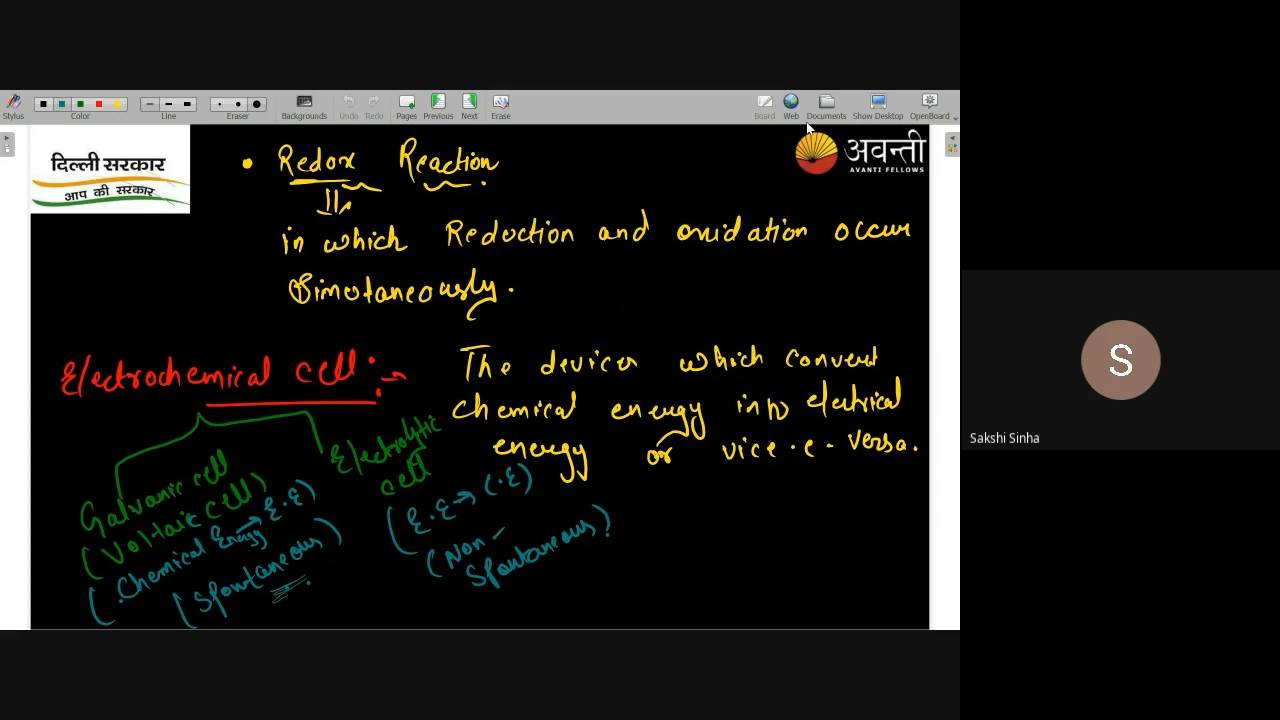 Stylus
Color
Line
Eraser
Backgrounds
Undo
Redo
Pages
Previous
Next
Erase
Board
Web
Documents
Show Desktop
OpenBoard
दिल्ली सरकार
आप की सरकार
अवन्ती
AVANTI FELLOWS
• Redox Reaction
in which Reduction and oxidation occur
Simutaneously.
Electrochemical cell :-
The devices which convert
chemical energy into electrical
energy or vice-e-versa.
Galvanic cell
(Voltaic cell)
(Chemical Energy → E.E)
(Spontaneous)
Electrolytic
cell
(E.E → C.E)
(Non-
Spontaneous)
S
Sakshi Sinha